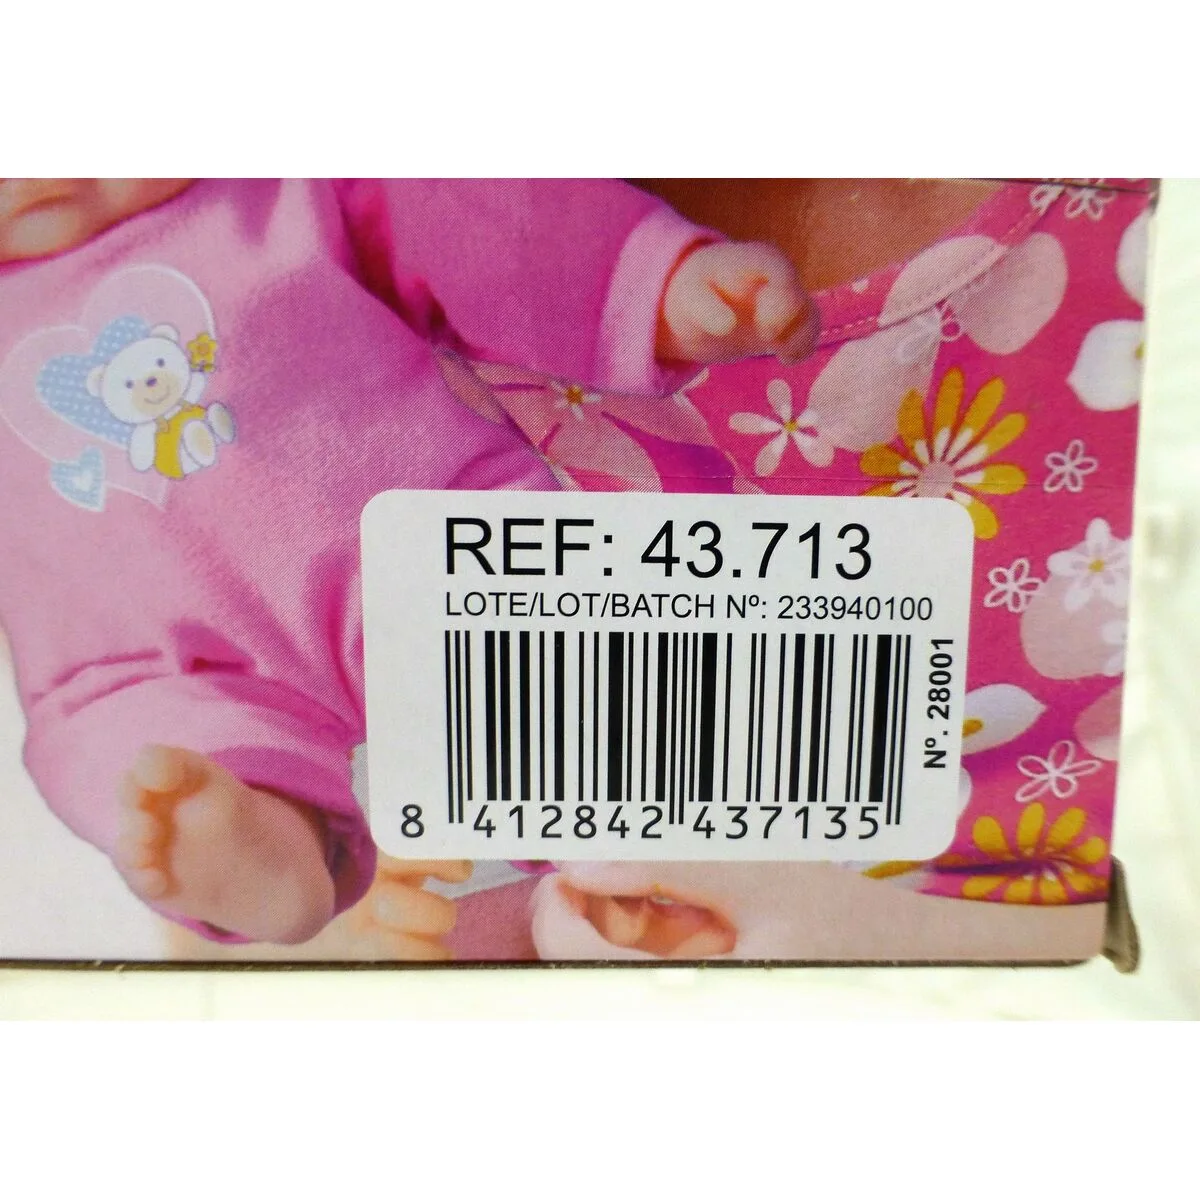 REF: 43.713
LOTE/LOT/BATCH Nº: 233940100
Nº. 28001
8 412842 437135